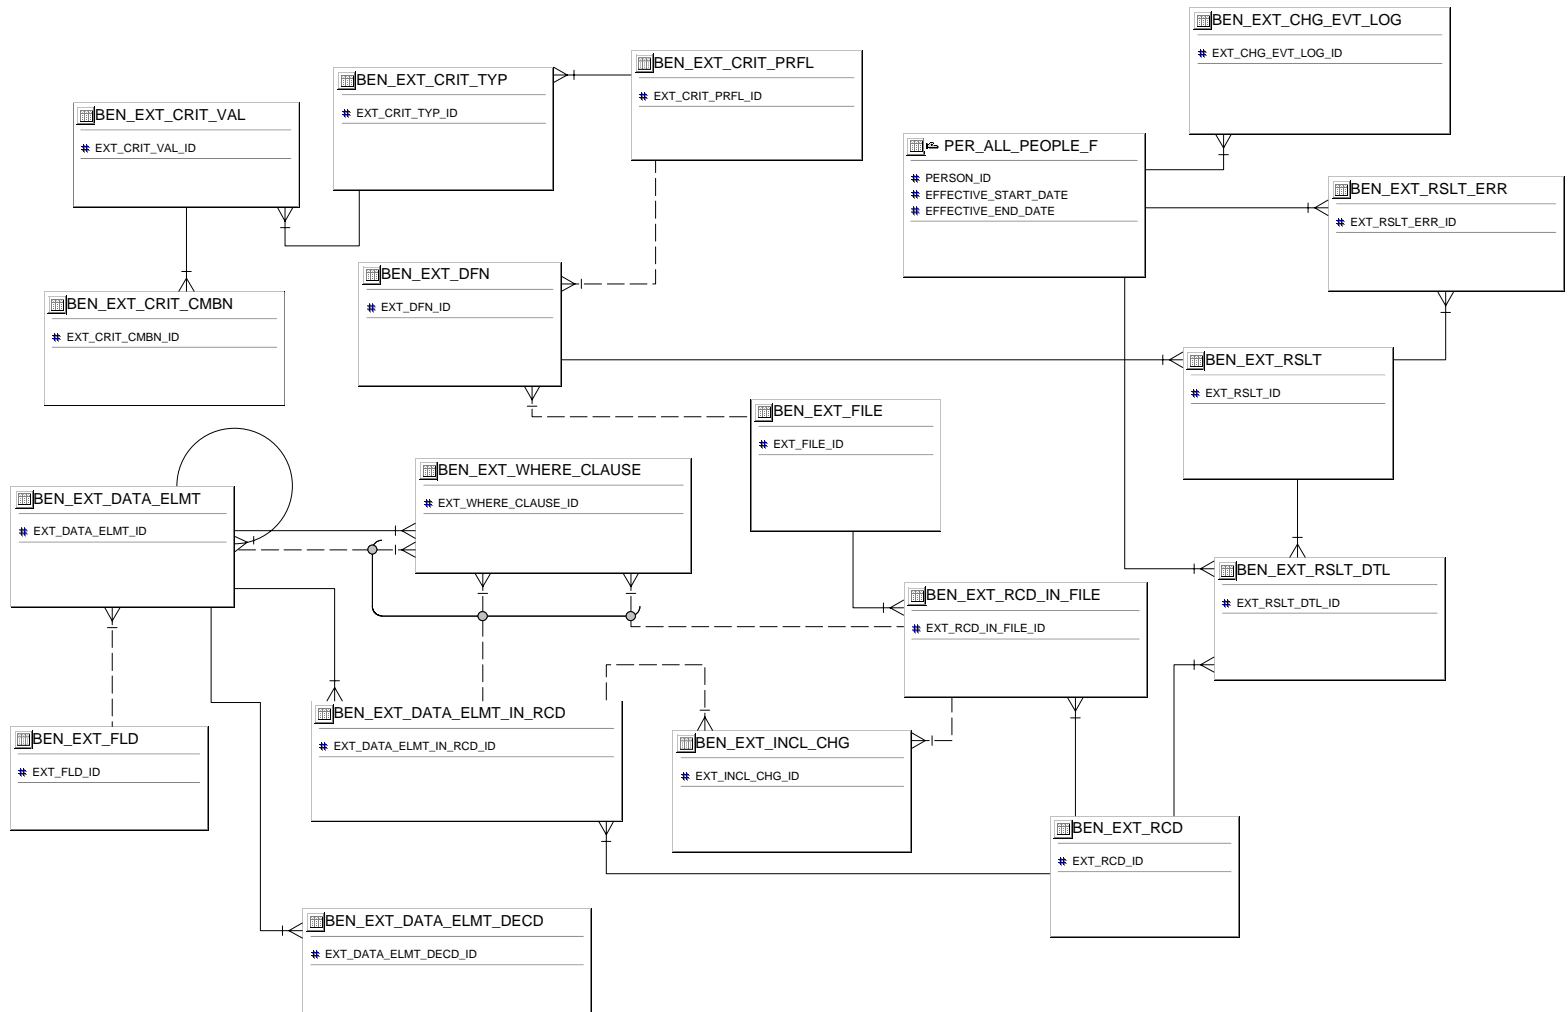 BEN_EXT_CHG_EVT_LOG
# EXT_CHG_EVT_LOG_ID
BEN_EXT_CRIT_PRFL
# EXT_CRIT_PRFL_ID
BEN_EXT_CRIT_TYP
# EXT_CRIT_TYP_ID
BEN_EXT_CRIT_VAL
# EXT_CRIT_VAL_ID
PER_ALL_PEOPLE_F
# PERSON_ID
# EFFECTIVE_START_DATE
# EFFECTIVE_END_DATE
BEN_EXT_RSLT_ERR
# EXT_RSLT_ERR_ID
BEN_EXT_DFN
# EXT_DFN_ID
BEN_EXT_CRIT_CMBN
# EXT_CRIT_CMBN_ID
BEN_EXT_RSLT
# EXT_RSLT_ID
BEN_EXT_FILE
# EXT_FILE_ID
BEN_EXT_WHERE_CLAUSE
# EXT_WHERE_CLAUSE_ID
BEN_EXT_DATA_ELMT
# EXT_DATA_ELMT_ID
BEN_EXT_RSLT_DTL
# EXT_RSLT_DTL_ID
BEN_EXT_RCD_IN_FILE
# EXT_RCD_IN_FILE_ID
BEN_EXT_DATA_ELMT_IN_RCD
# EXT_DATA_ELMT_IN_RCD_ID
BEN_EXT_FLD
# EXT_FLD_ID
BEN_EXT_INCL_CHG
# EXT_INCL_CHG_ID
BEN_EXT_RCD
# EXT_RCD_ID
BEN_EXT_DATA_ELMT_DECD
# EXT_DATA_ELMT_DECD_ID